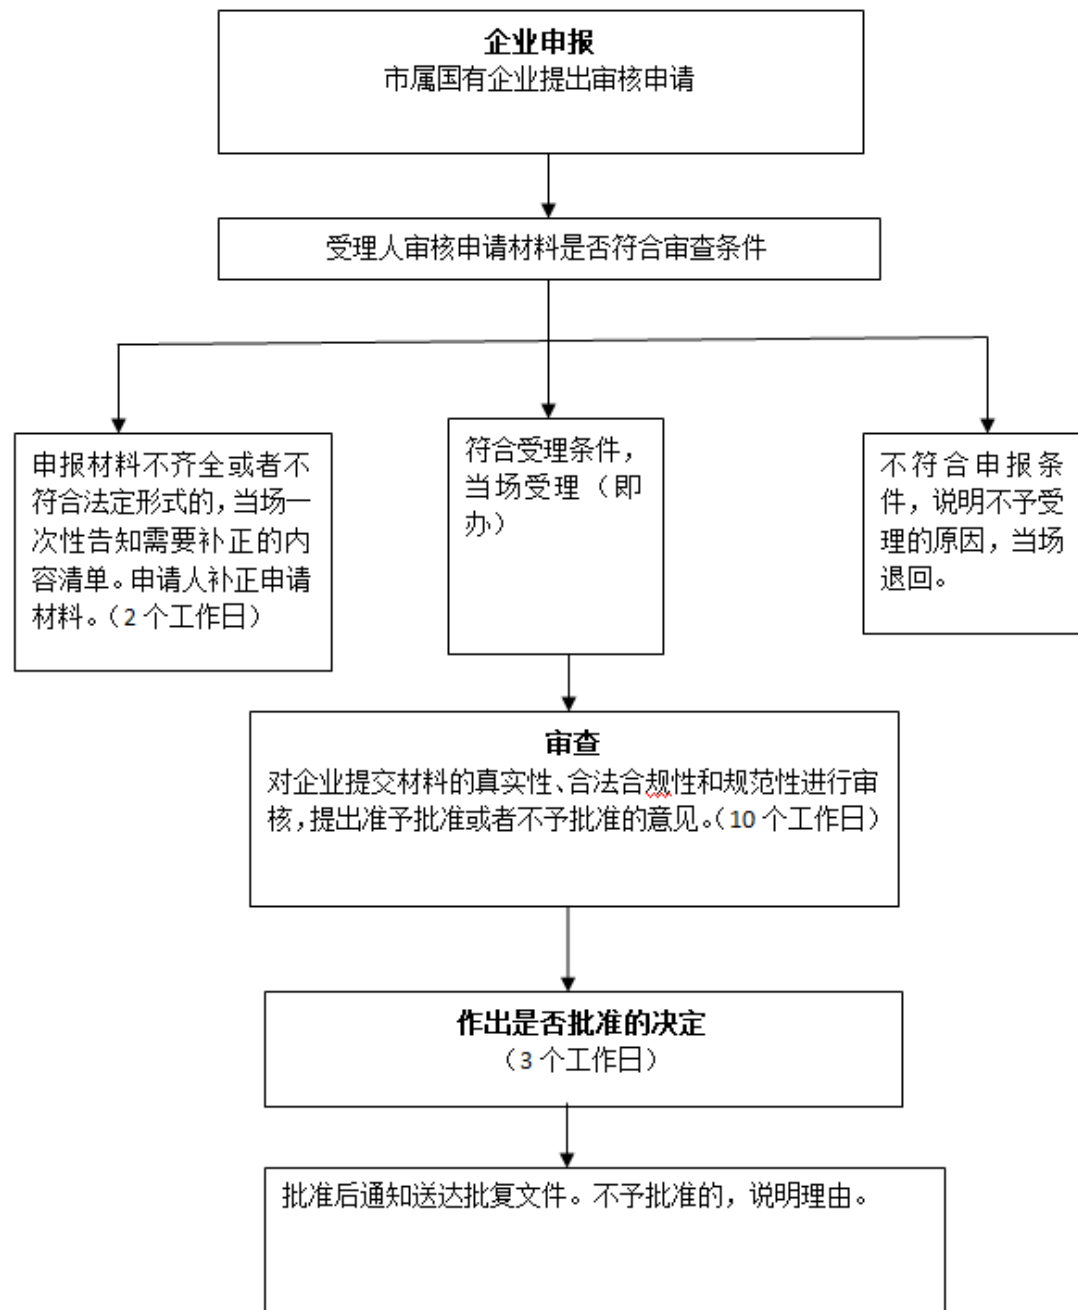 企业申报
市属国有企业提出审核申请
受理人审核申请材料是否符合审查条件
申报材料不齐全或者不
符合法定形式的，当场一
次性告知需要补正的内
容清单。申请人补正申请
材料。（2 个工作日）
符合受理条件，
当场受理（即
办）
不符合申报条
件，说明不予受
理的原因，当场
退回。
审查
对企业提交材料的真实性、合法合规性和规范性进行审
核，提出准予批准或者不予批准的意见。（10 个工作日）
作出是否批准的决定
（3 个工作日）
批准后通知送达批复文件。不予批准的，说明理由。